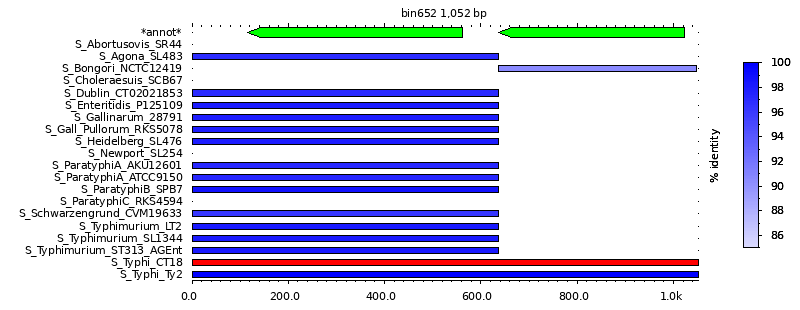 bin652 1,052 bp
*annot*
S_Abortusovis_SR44
S_Agona_SL483
S_Bongori_NCTC12419
S_Choleraesuis_SCB67
S_Dublin_CT02021853
S_Enteritidis_P125109
S_Gallinarum_28791
S_Gall_Pullorum_RKS5078
S_Heidelberg_SL476
S_Newport_SL254
S_ParatyphiA_AKU12601
S_ParatyphiA_ATCC9150
S_ParatyphiB_SPB7
S_ParatyphiC_RKS4594
S_Schwarzengrund_CVM19633
S_Typhimurium_LT2
S_Typhimurium_SL1344
S_Typhimurium_ST313_AGEnt
S_Typhi_CT18
S_Typhi_Ty2
0.0 200.0 400.0 600.0 800.0 1.0k
100
98
96
94
92
90
88
86
% identity